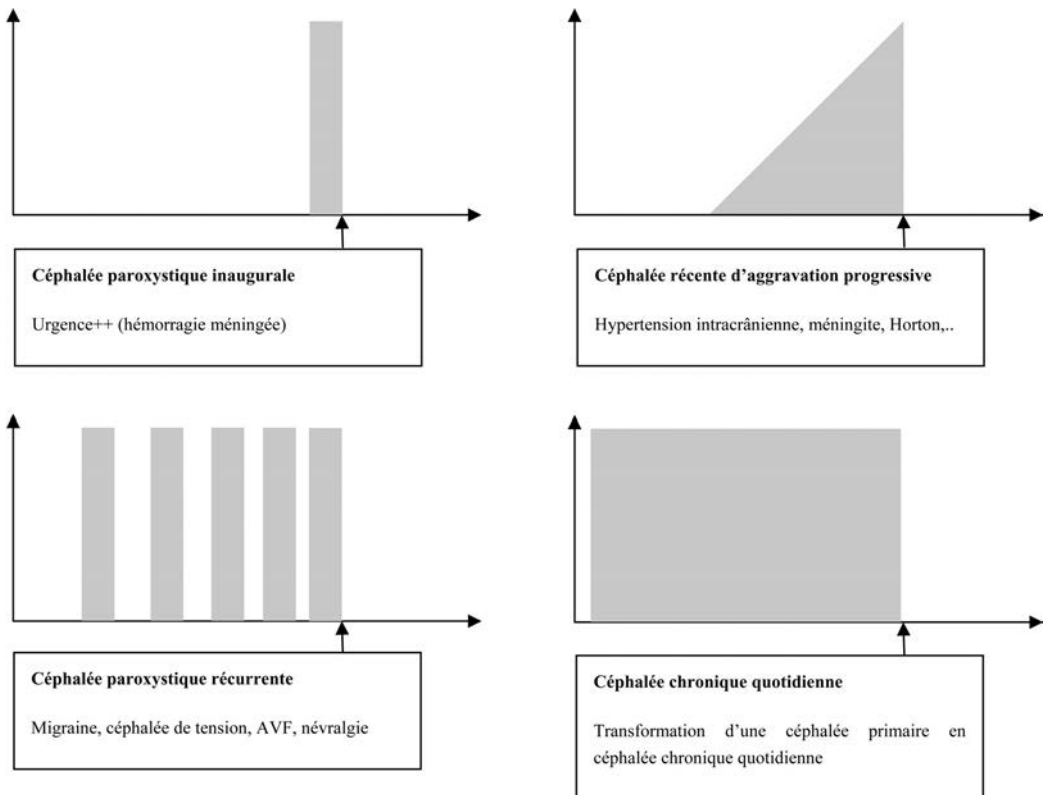 Céphalée paroxystique inaugurale
Urgence++ (hémorragie méningée)
Céphalée récente d’aggravation progressive
Hypertension intracrânienne, méningite, Horton,..
Céphalée paroxystique récurrente
Migraine, céphalée de tension, AVF, névralgie
Céphalée chronique quotidienne
Transformation d’une céphalée primaire en
céphalée chronique quotidienne